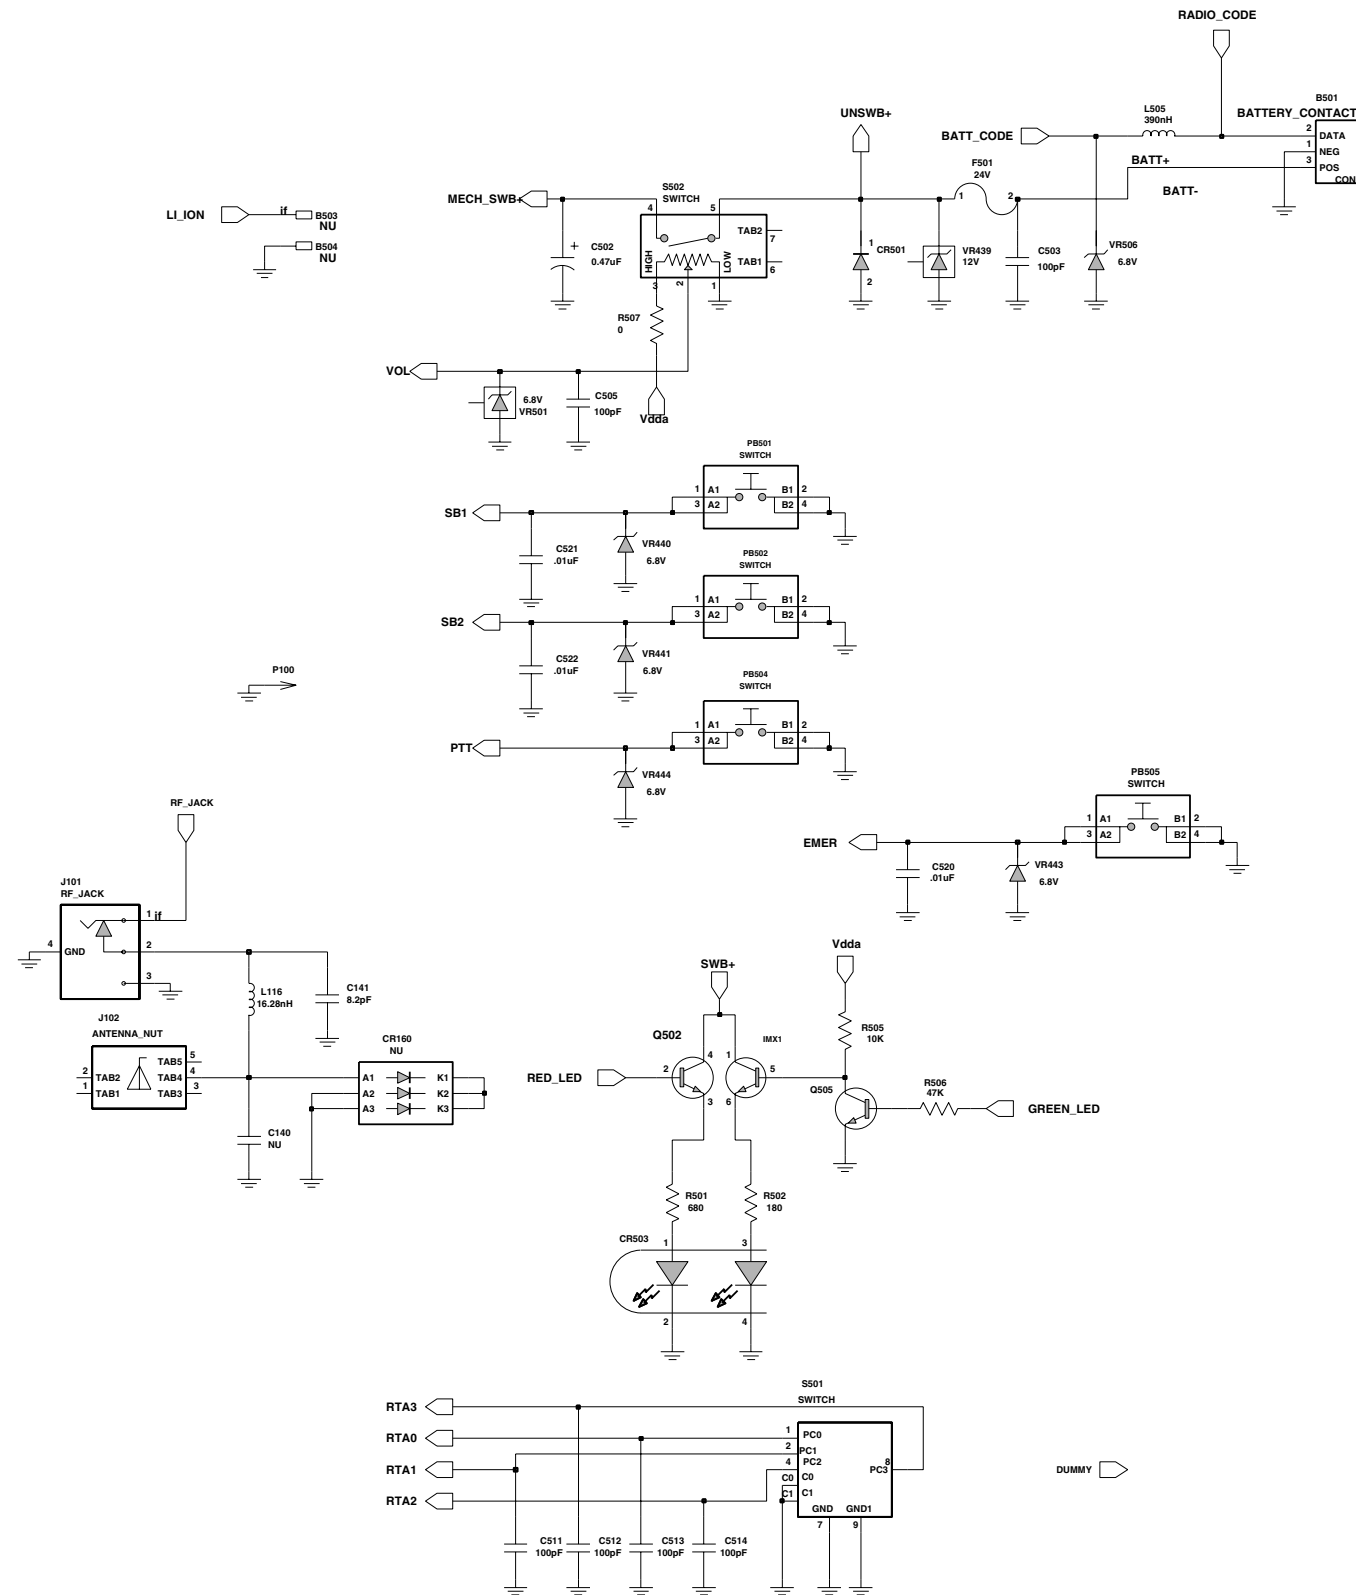 RADIO_CODE
B501
BATTERY_CONTACT
L505
390nH
2
DATA
1
NEG
3
POS
CON
UNSWB+
BATT_CODE
BATT+
BATT-
F501
24V
1
2
S502
SWITCH
MECH_SWB+
4
5
TAB2
7
TAB1
6
HIGH
LOW
3
2
1
LI_ION
if
B503
NU
B504
NU
+
C502
0.47uF
1
CR501
2
VR439
12V
C503
100pF
VR506
6.8V
R507
0
VOL
6.8V
VR501
C505
100pF
Vdda
PB501
SWITCH
1
A1
B1
2
3
A2
B2
4
SB1
C521
.01uF
VR440
6.8V
PB502
SWITCH
1
A1
B1
2
3
A2
B2
4
SB2
C522
.01uF
VR441
6.8V
P100
PB504
SWITCH
1
A1
B1
2
3
A2
B2
4
PTT
VR444
6.8V
PB505
SWITCH
1
A1
B1
2
3
A2
B2
4
EMER
C520
.01uF
VR443
6.8V
RF_JACK
J101
RF_JACK
1
if
4
GND
2
3
L116
16.28nH
C141
8.2pF
J102
ANTENNA_NUT
TAB5
5
2
TAB2
TAB4
4
1
TAB1
TAB3
3
CR160
NU
A1
K1
A2
K2
A3
K3
C140
NU
SWB+
Vdda
Q502
4
1
IMX1
R505
10K
RED_LED
2
5
3
6
Q505
R506
47K
GREEN_LED
R501
680
R502
180
CR503
1
3
2
4
S501
SWITCH
RTA3
RTA0
1
PC0
2
PC1
RTA1
4
PC2
8
PC3
C0
C0
RTA2
C1
C1
GND
GND1
7
9
C511
100pF
C512
100pF
C513
100pF
C514
100pF
DUMMY